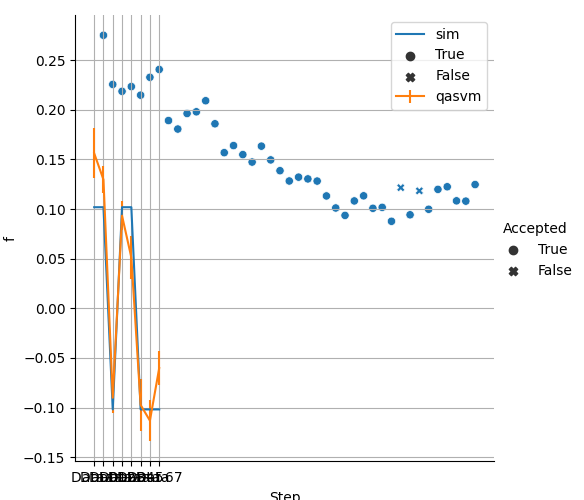 sim
True
False
qasvm
0.25
0.20
0.15
0.10
0.05
0.00
−0.05
−0.10
−0.15
f
Accepted
True
False
Step